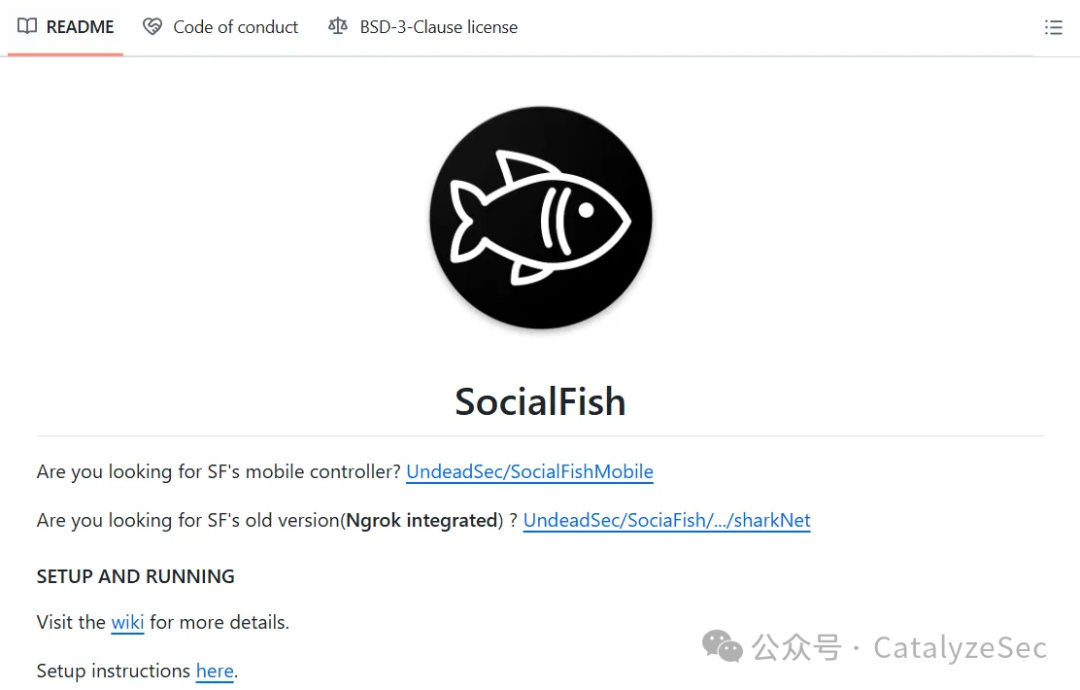 README Code of conduct BSD-3-Clause license
SocialFish
Are you looking for SF's mobile controller? UndeadSec/SocialFishMobile
Are you looking for SF's old version(Ngrok integrated) ? UndeadSec/SociaFish/.../sharkNet
SETUP AND RUNNING
Visit the wiki for more details.
Setup instructions here.
公众号 · CatalyzeSec